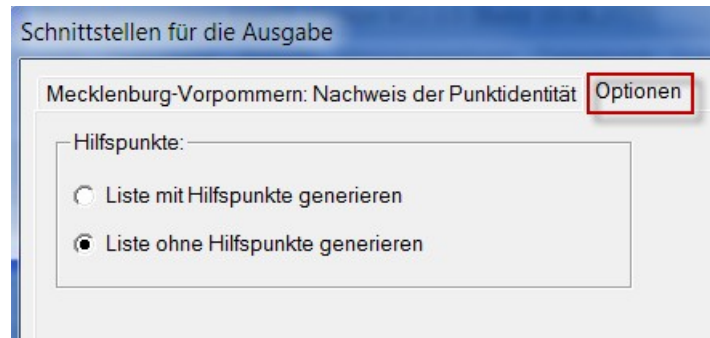 Schnittstellen für die Ausgabe
Mecklenburg-Vorpommern: Nachweis der Punktidentität Optionen
Hilfspunkte:
Liste mit Hilfspunkte generieren
Liste ohne Hilfspunkte generieren